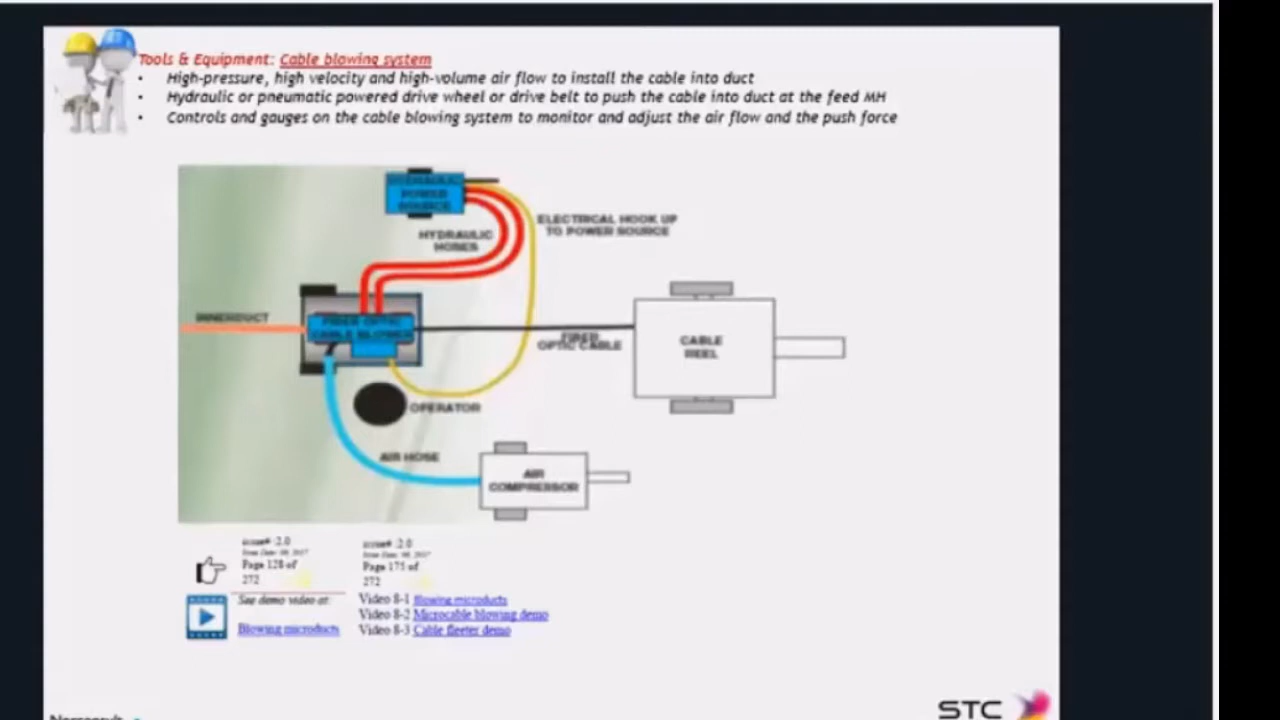 Tools & Equipment: Cable blowing system
• High-pressure, high velocity and high-volume air flow to install the cable into duct
• Hydraulic or pneumatic powered drive wheel or drive belt to push the cable into duct at the feed MH
• Controls and gauges on the cable blowing system to monitor and adjust the air flow and the push force
HYDRAULIC
POWER
SOURCE
ELECTRICAL HOOK UP
TO POWER SOURCE
HYDRAULIC
HOSES
INNERDUCT
FIBER OPTIC
CABLE BLOWER
FIBER
OPTIC CABLE
CABLE
REEL
OPERATOR
AIR HOSE
AIR
COMPRESSOR
issue# :2.0
Page 128 of
272
issue# :2.0
Page 175 of
272
See demo video at:
Blowing microducts
Video 8-1 Blowing microducts
Video 8-2 Microcable blowing demo
Video 8-3 Cable fleeter demo
STC